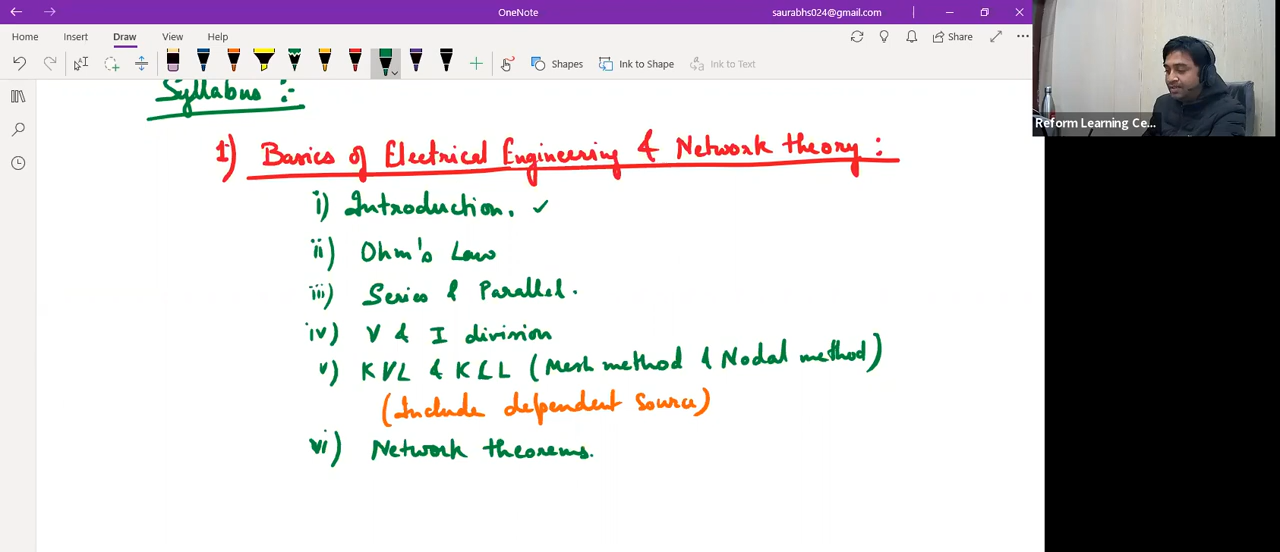 OneNote
saurabhs024@gmail.com
Home Insert Draw View Help
Share
Shapes
Ink to Shape
Ink to Text
Reform Learning Ce...
Syllabus :-
1) Basics of Electrical Engineering & Network theory :
i) Introduction. ✓
ii) Ohm's Law
iii) Series & Parallel.
iv) V & I division
v) KVL & KCL (Mesh method & Nodal method)
(Include dependent Source)
vi) Network theorems.